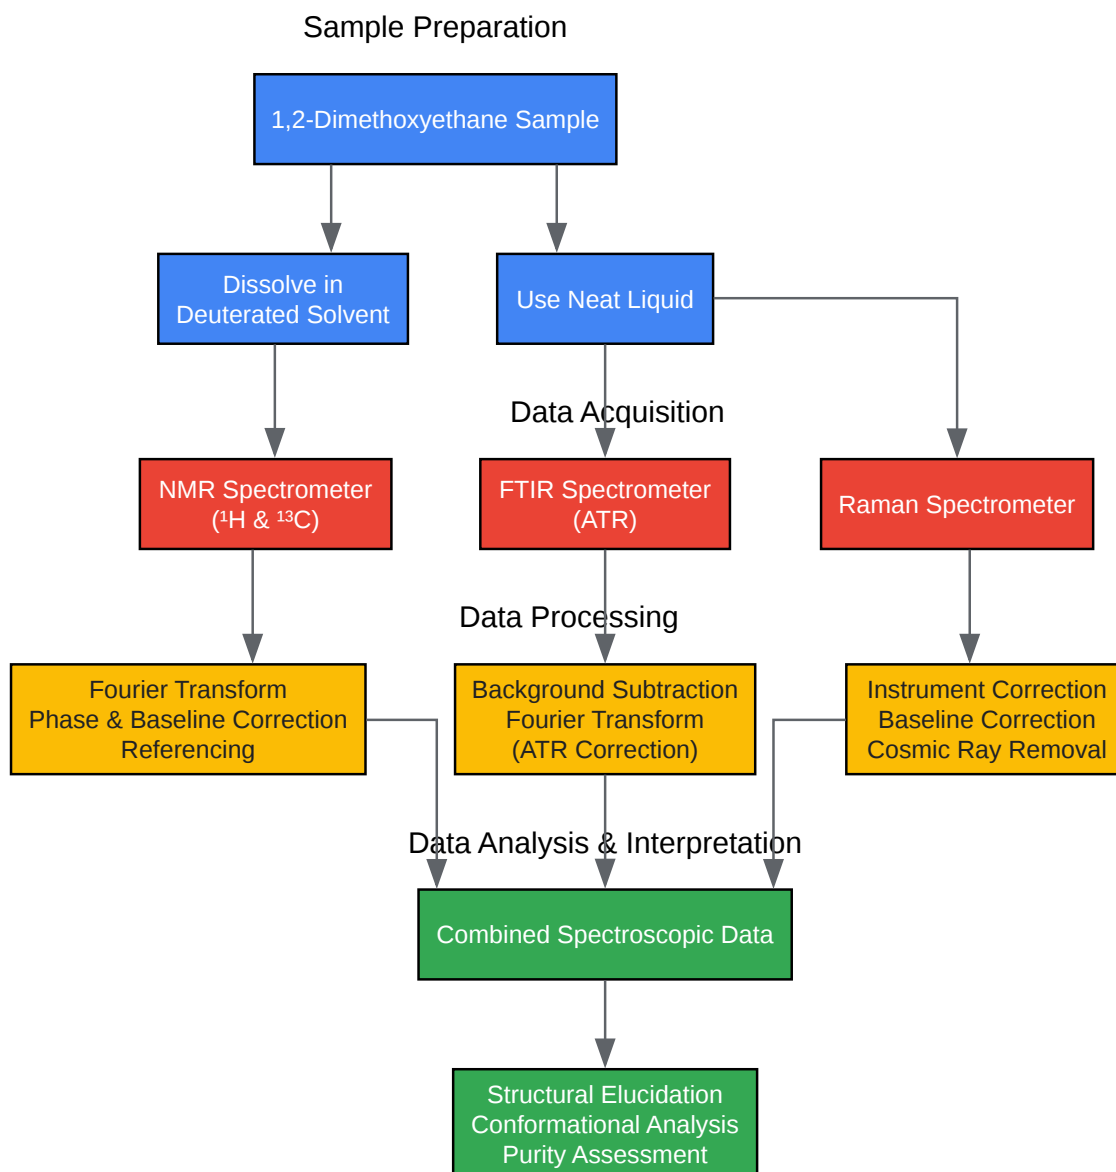 Sample Preparation
1,2-Dimethoxyethane Sample
Dissolve in
Deuterated Solvent
Use Neat Liquid
Data Acquisition
NMR Spectrometer
(¹H & ¹³C)
FTIR Spectrometer
(ATR)
Raman Spectrometer
Data Processing
Fourier Transform
Phase & Baseline Correction
Referencing
Background Subtraction
Fourier Transform
(ATR Correction)
Instrument Correction
Baseline Correction
Cosmic Ray Removal
Data Analysis & Interpretation
Combined Spectroscopic Data
Structural Elucidation
Conformational Analysis
Purity Assessment